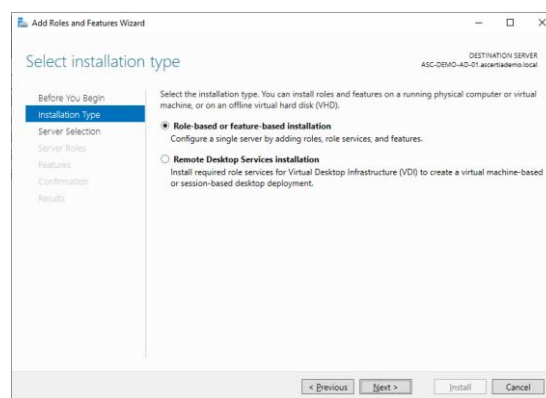 Add Roles and Features Wizard
Select installation type
DESTINATION SERVER
ASC-DEMO-AD-01.ascertiademo.local
Before You Begin
Installation Type
Server Selection
Server Roles
Features
Confirmation
Results
Select the installation type. You can install roles and features on a running physical computer or virtual
machine, or on an offline virtual hard disk (VHD).
Role-based or feature-based installation
Configure a single server by adding roles, role services, and features.
Remote Desktop Services installation
Install required role services for Virtual Desktop Infrastructure (VDI) to create a virtual machine-based
or session-based desktop deployment.
< Previous
Next >
Install
Cancel